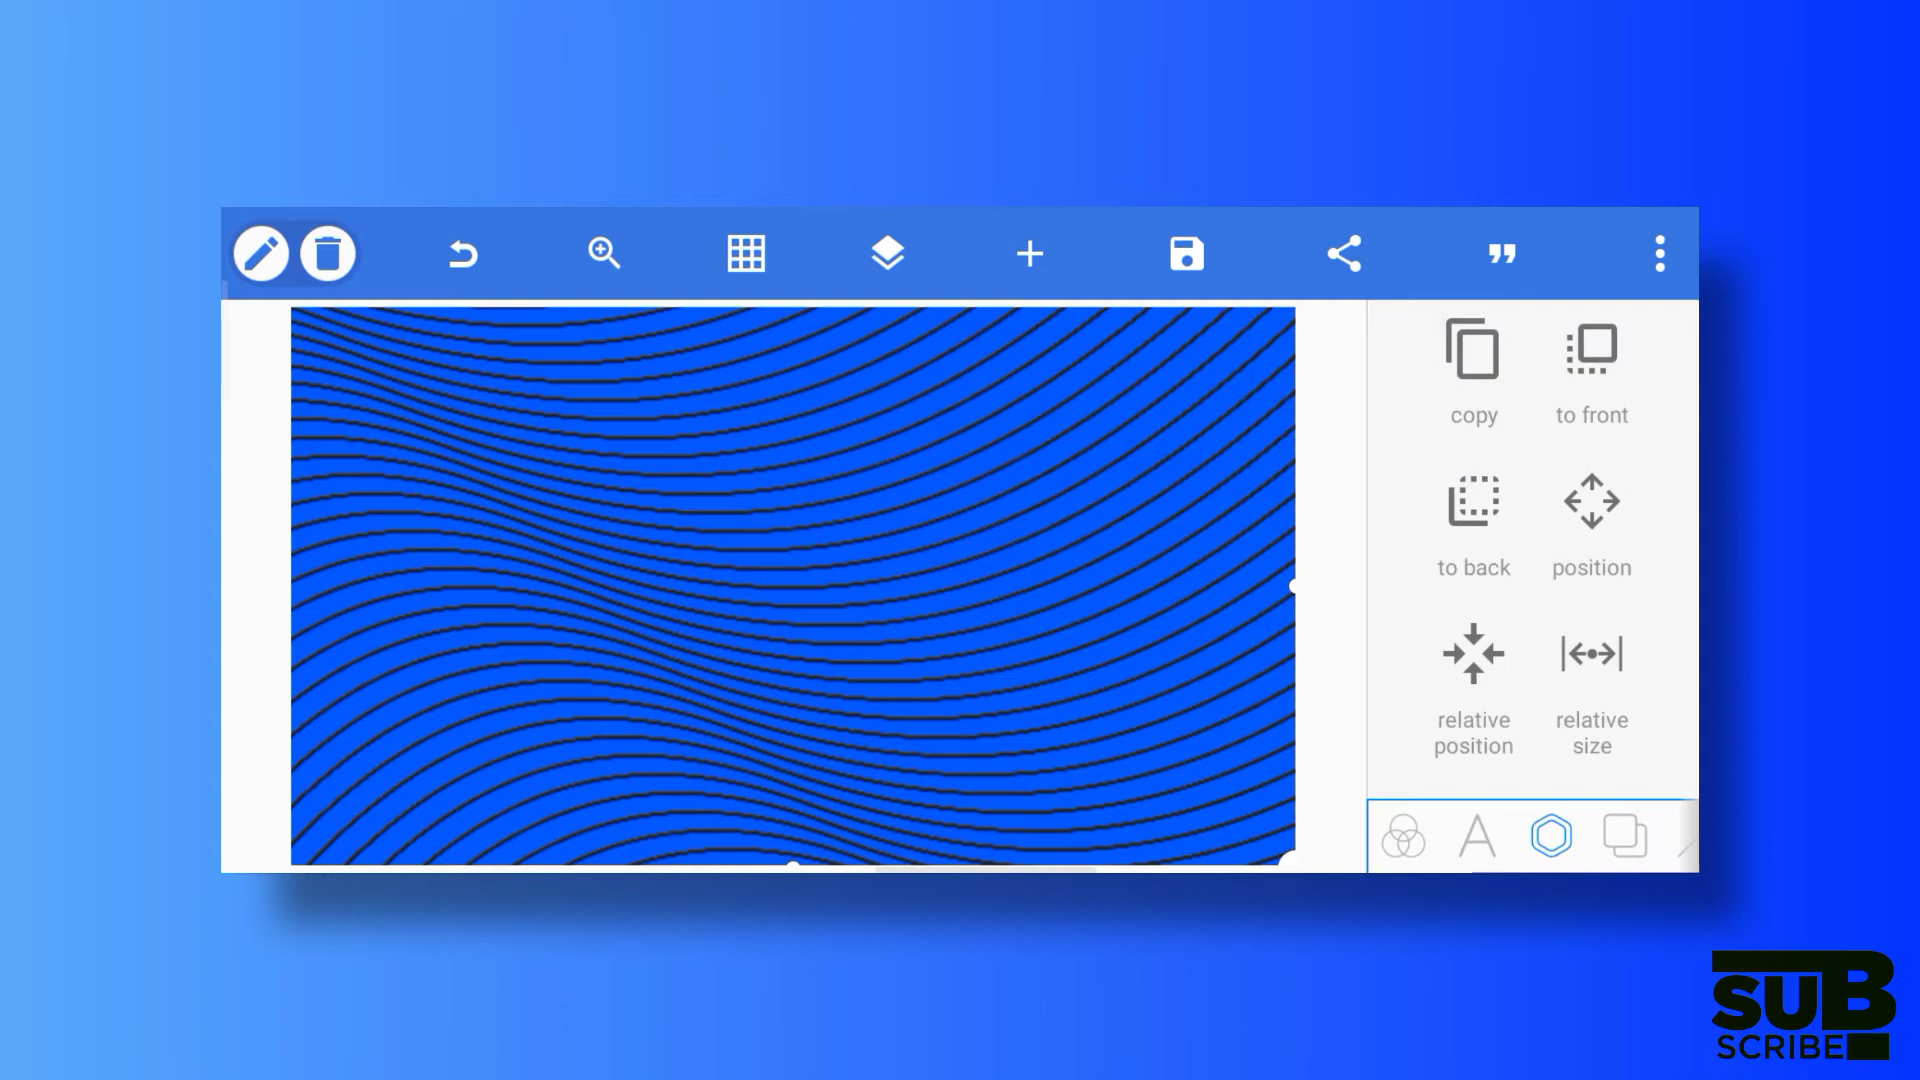 copy
to front
to back
position
relative
position
relative
size
SUB
SCRIBE